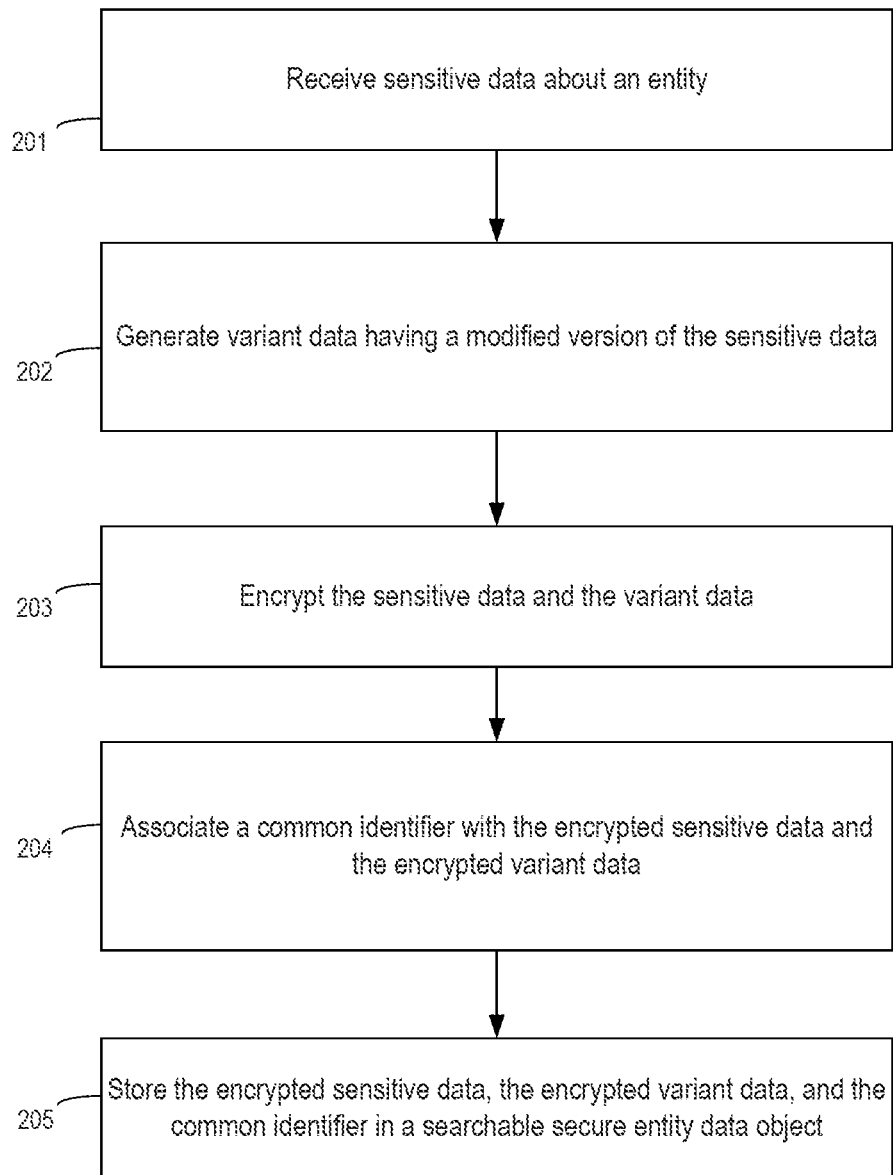 Receive sensitive data about an entity
201
Generate variant data having a modified version of the sensitive data
202
Encrypt the sensitive data and the variant data
203
Associate a common identifier with the encrypted sensitive data and
the encrypted variant data
204
Store the encrypted sensitive data, the encrypted variant data, and the
common identifier in a searchable secure entity data object
205